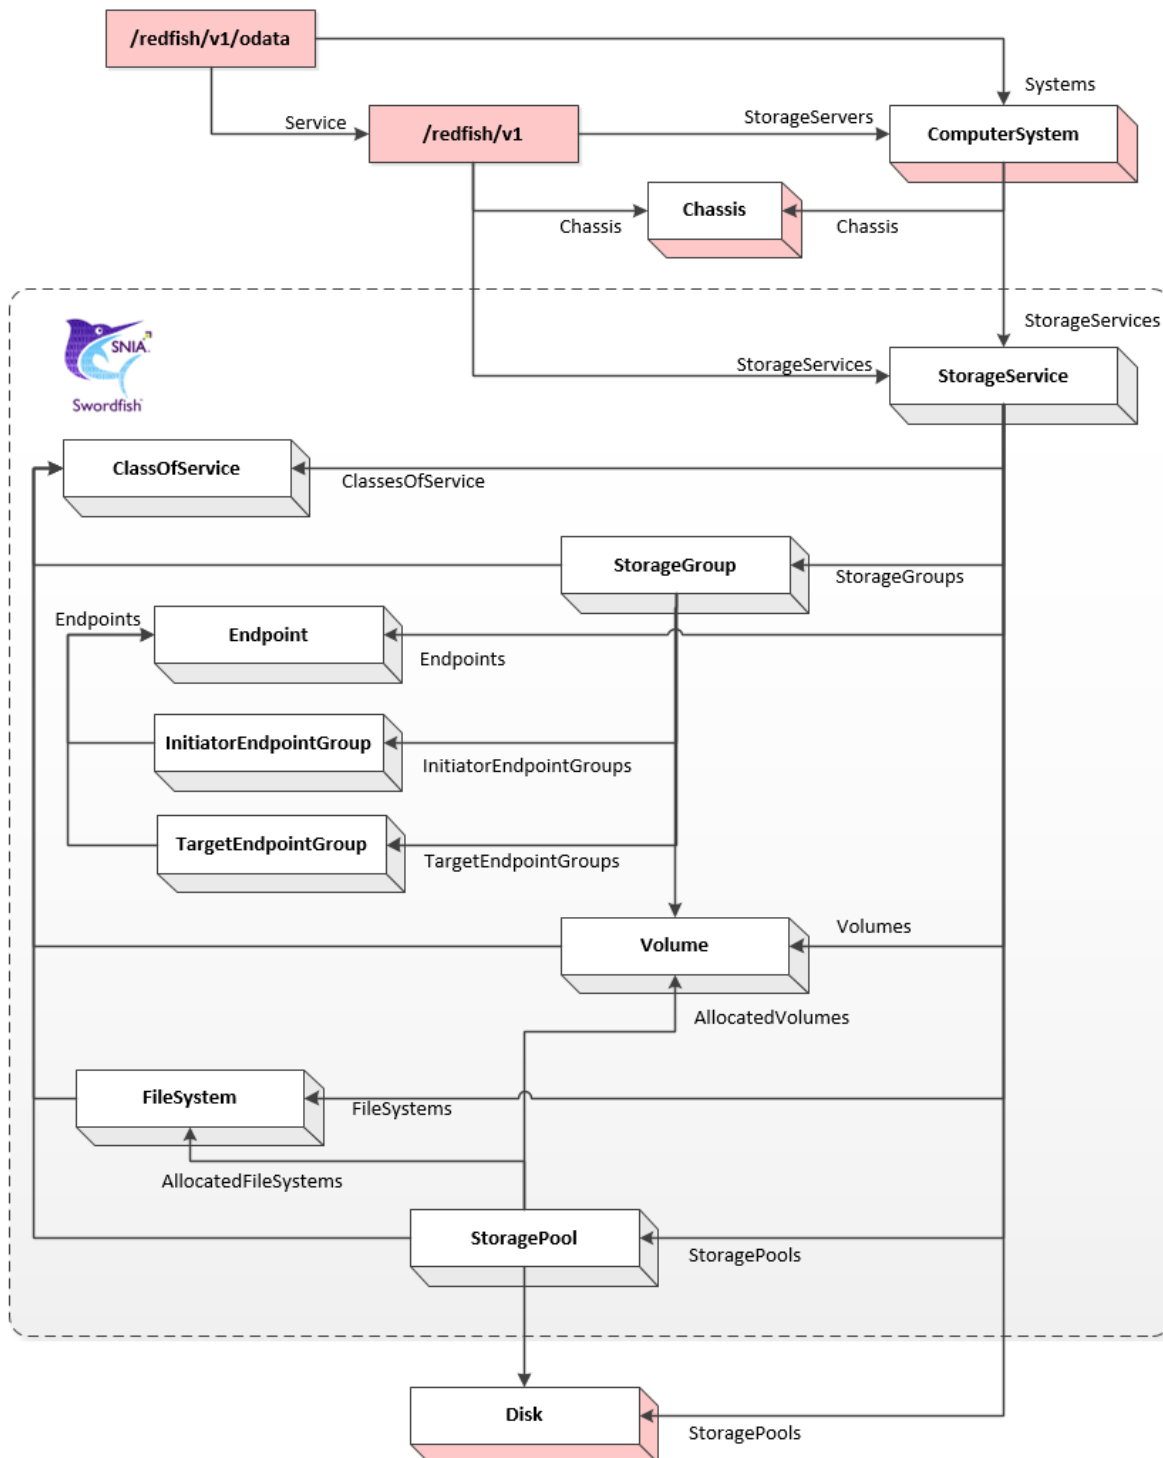 /redfish/v1/odata
Systems
Service
/redfish/v1
StorageServers
ComputerSystem
Chassis
Chassis
Chassis
StorageServices
SNIA
Swordfish
StorageServices
StorageService
ClassOfService
ClassesOfService
StorageGroup
StorageGroups
Endpoints
Endpoint
Endpoints
InitiatorEndpointGroup
InitiatorEndpointGroups
TargetEndpointGroup
TargetEndpointGroups
Volumes
Volume
AllocatedVolumes
FileSystem
FileSystems
AllocatedFileSystems
StoragePool
StoragePools
Disk
StoragePools